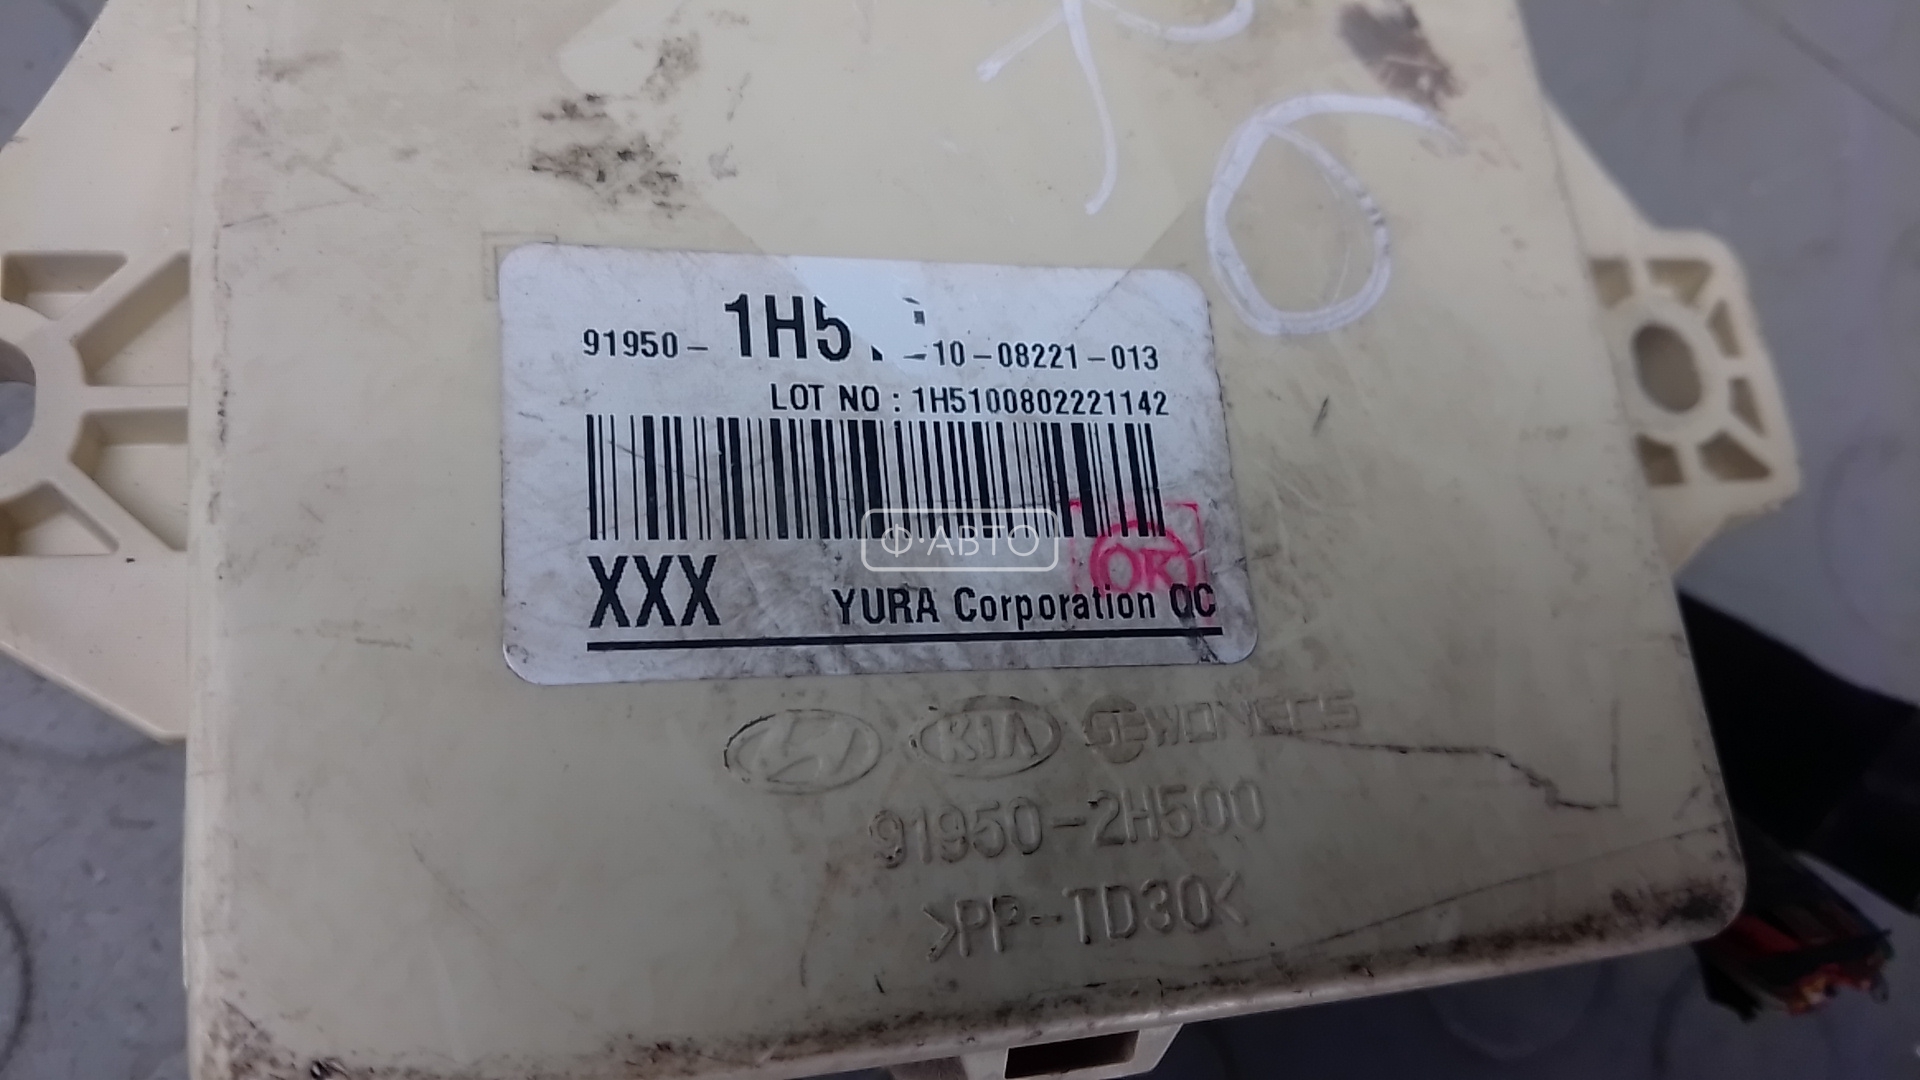 91950- 1H5 10-08221-013
LOT NO : 1H5100802221142
Ф·АВТО
OK
XXX YURA Corporation QC
KIA SEWONECS
91950-2H500
>PP-TD30<